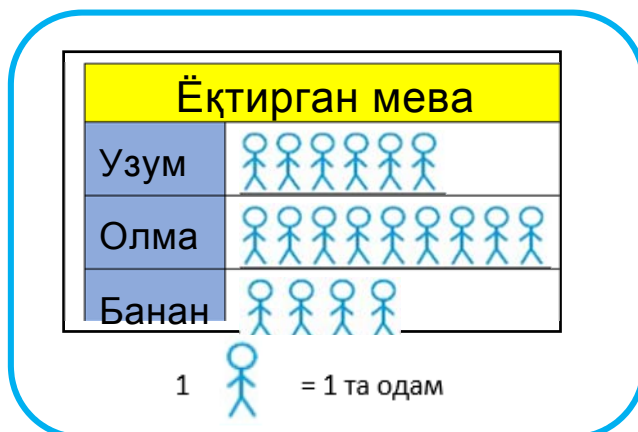 Ёқтирган мева
Узум
Олма
Банан
1 = 1 та одам